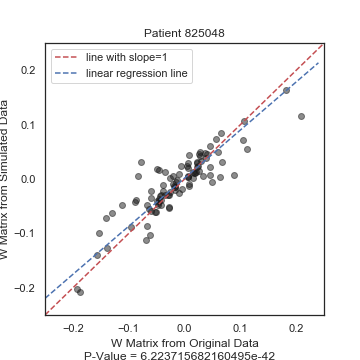 Patient 825048
line with slope=1
linear regression line
W Matrix from Simulated Data
0.2
0.1
0.0
−0.1
−0.2
−0.2 −0.1 0.0 0.1 0.2
W Matrix from Original Data
P-Value = 6.223715682160495e-42